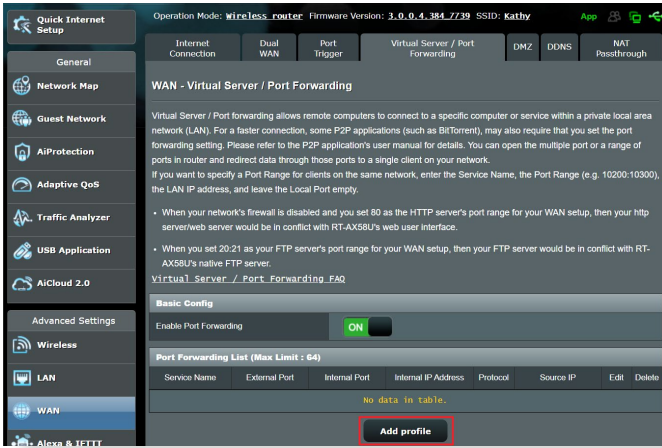 Quick Internet
Setup
Operation Mode: Wireless router Firmware Version: 3.0.0.4.384_7739 SSID: Kathy
App
General
Network Map
Guest Network
AiProtection
Adaptive QoS
Traffic Analyzer
USB Application
AiCloud 2.0
Advanced Settings
Wireless
LAN
WAN
Alexa & IFTTT
Internet
Connection
Dual
WAN
Port
Trigger
Virtual Server / Port
Forwarding
DMZ
DDNS
NAT
Passthrough
WAN - Virtual Server / Port Forwarding
Virtual Server / Port forwarding allows remote computers to connect to a specific computer or service within a private local area
network (LAN). For a faster connection, some P2P applications (such as BitTorrent), may also require that you set the port
forwarding setting. Please refer to the P2P application's user manual for details. You can open the multiple port or a range of
ports in router and redirect data through those ports to a single client on your network.
If you want to specify a Port Range for clients on the same network, enter the Service Name, the Port Range (e.g. 10200:10300),
the LAN IP address, and leave the Local Port empty.
• When your network's firewall is disabled and you set 80 as the HTTP server's port range for your WAN setup, then your http
server/web server would be in conflict with RT-AX58U's web user interface.
• When you set 20:21 as your FTP server's port range for your WAN setup, then your FTP server would be in conflict with RT-
AX58U's native FTP server.
Virtual Server / Port Forwarding FAQ
Basic Config
Enable Port Forwarding ON
Port Forwarding List (Max Limit : 64)
Service Name External Port Internal Port Internal IP Address Protocol Source IP Edit Delete
No data in table.
Add profile